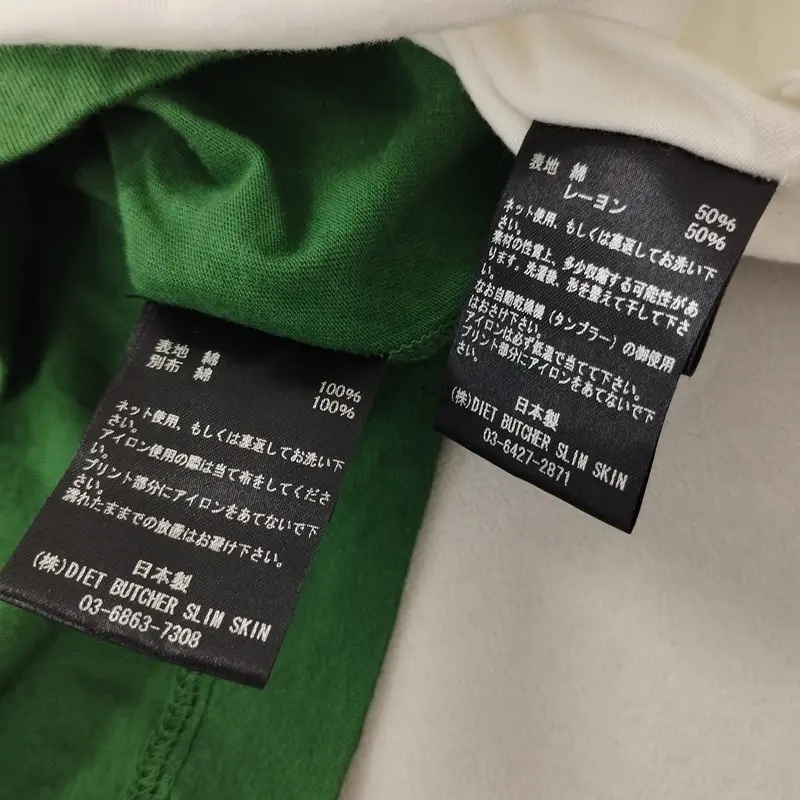 表地 綿 100%
別布 綿 100%
ネット使用、もしくは裏返してお洗い下
さい。
アイロン使用の際は当て布をしてくださ
い。
プリント部分にアイロンをあてないで下
さい。
濡れたままでの放置はお避け下さい。
日本製
(株)DIET BUTCHER SLIM SKIN
03-6863-7308
表地 綿 50%
レーヨン 50%
ネット使用、もしくは裏返してお洗い下
さい。
素材の性質上、多少収縮する可能性があ
ります。洗濯後、形を整えて干して下さ
い。
なお自動乾燥機(タンブラー)の御使用
はおさけ下さい。
アイロンは必ず低温で当てて下さい。
プリント部分にアイロンをあてないで下
さい。
日本製
(株)DIET BUTCHER SLIM SKIN
03-6427-2871